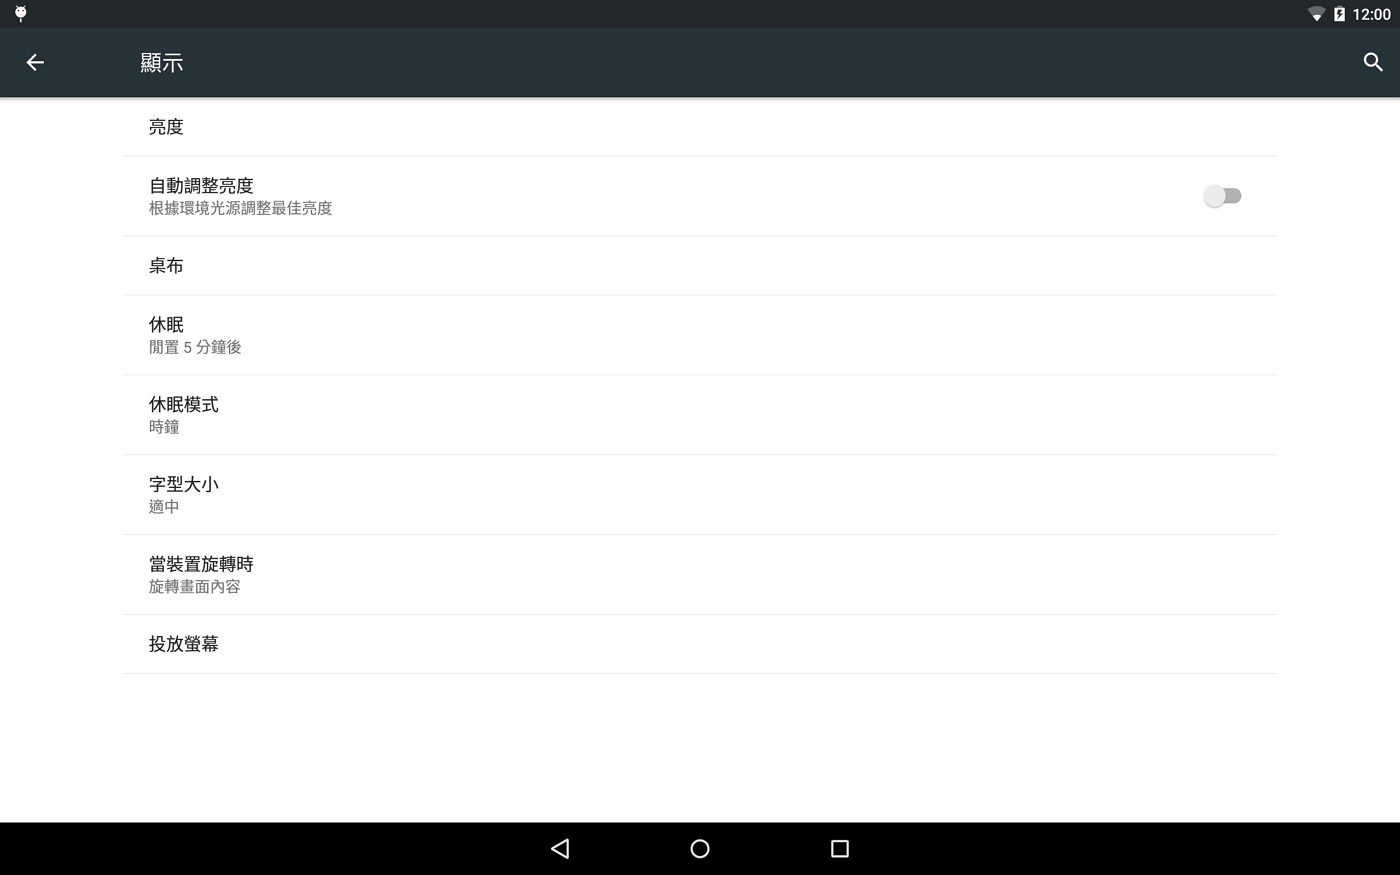 12:00
顯示
亮度
自動調整亮度
根據環境光源調整最佳亮度
桌布
休眠
閒置 5 分鐘後
休眠模式
時鐘
字型大小
適中
當裝置旋轉時
旋轉畫面內容
投放螢幕